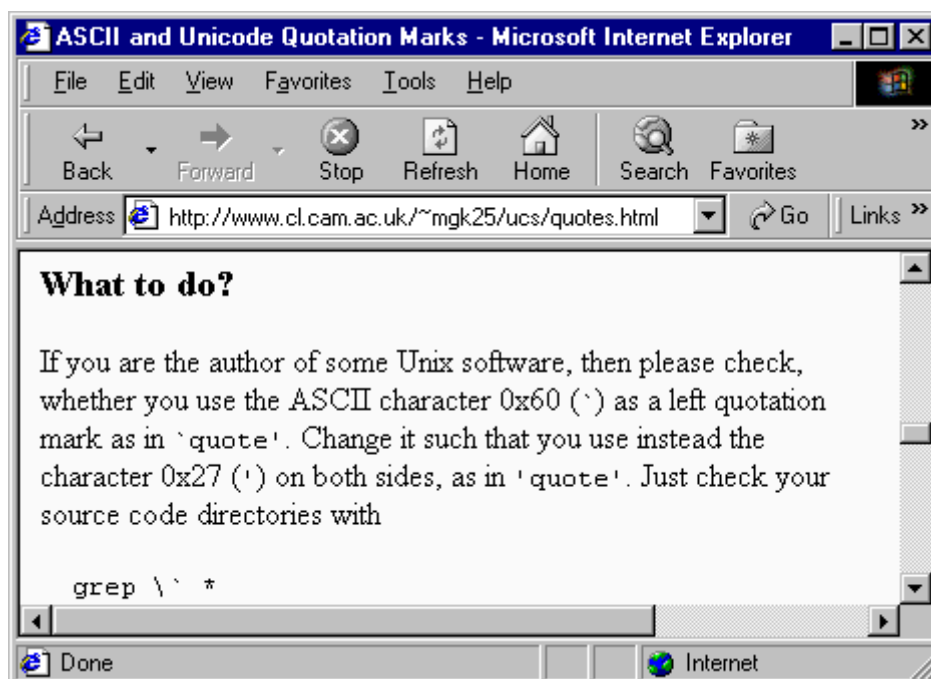 ASCII and Unicode Quotation Marks - Microsoft Internet Explorer
File Edit View Favorites Tools Help
Back Forward Stop Refresh Home Search Favorites »
Address http://www.cl.cam.ac.uk/~mgk25/ucs/quotes.html Go Links »
What to do?
If you are the author of some Unix software, then please check,
whether you use the ASCII character 0x60 (`) as a left quotation
mark as in `quote'. Change it such that you use instead the
character 0x27 (') on both sides, as in 'quote'. Just check your
source code directories with
grep \` *
Done Internet